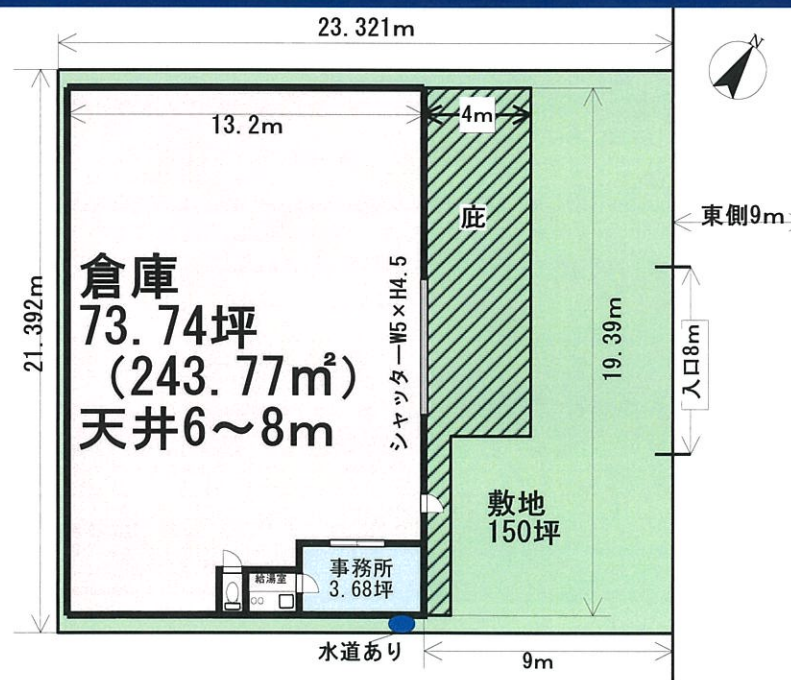 23.321m
N
13.2m
4m
庇
東側9m
倉庫
73.74坪
(243.77㎡)
天井6～8m
21.392m
シャッターW5×H4.5
19.39m
入口8m
敷地
150坪
給湯室
事務所
3.68坪
水道あり
9m